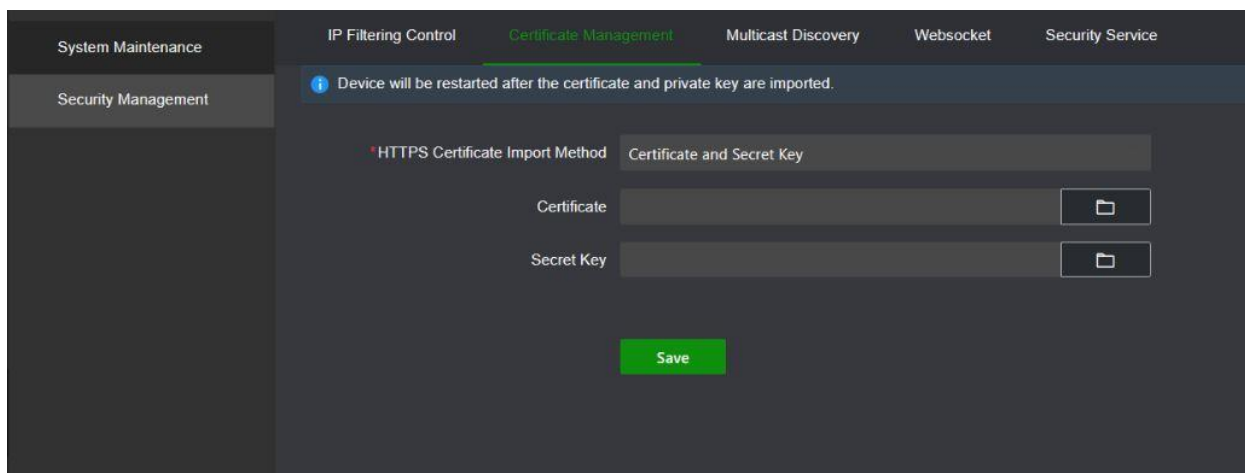 System Maintenance
Security Management
IP Filtering Control Certificate Management Multicast Discovery Websocket Security Service
Device will be restarted after the certificate and private key are imported.
*HTTPS Certificate Import Method Certificate and Secret Key
Certificate
Secret Key
Save